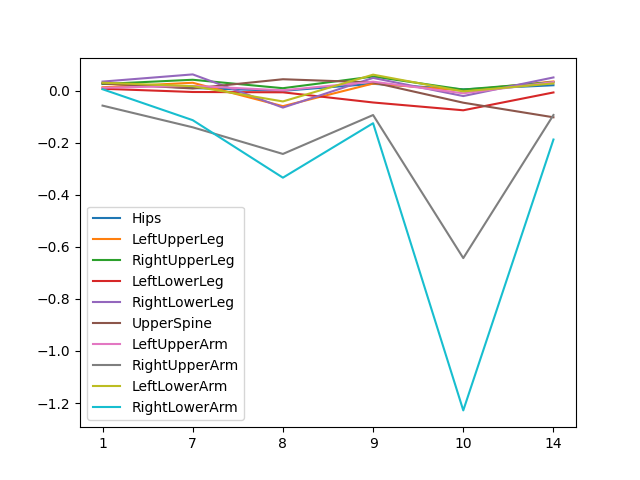 0.0
−0.2
−0.4
−0.6
−0.8
−1.0
−1.2
Hips
LeftUpperLeg
RightUpperLeg
LeftLowerLeg
RightLowerLeg
UpperSpine
LeftUpperArm
RightUpperArm
LeftLowerArm
RightLowerArm
1 7 8 9 10 14